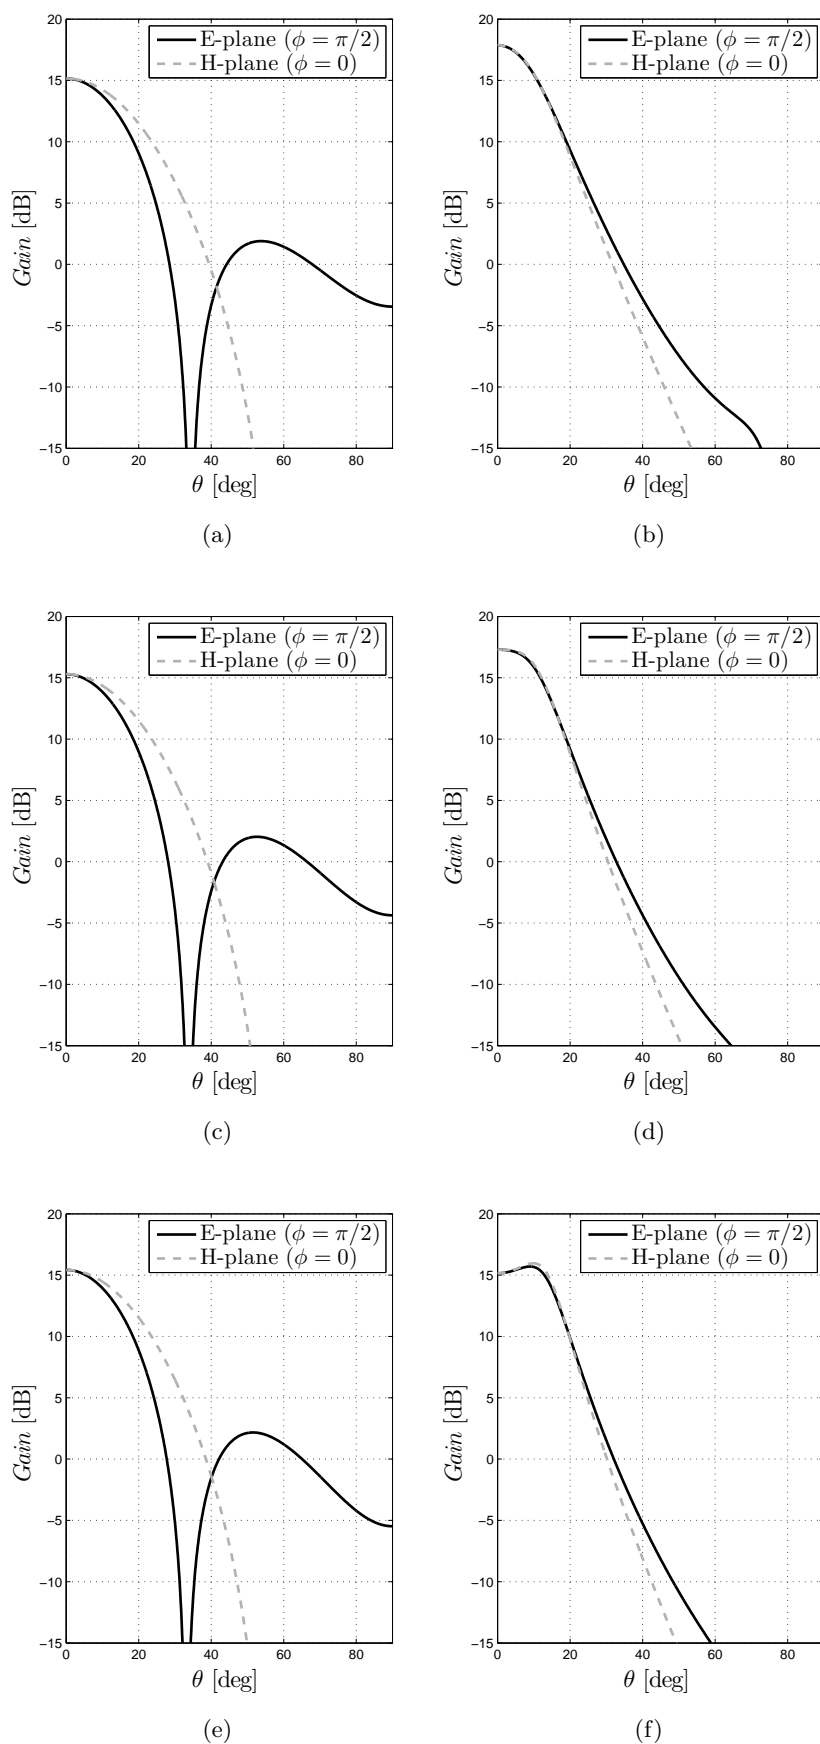 20
15
10
5
0
−5
−10
−15
Gain [dB]
E-plane (ϕ = π/2)
H-plane (ϕ = 0)
0 20 40 60 80
θ [deg]
(a)
20
15
10
5
0
−5
−10
−15
Gain [dB]
E-plane (ϕ = π/2)
H-plane (ϕ = 0)
0 20 40 60 80
θ [deg]
(b)
20
15
10
5
0
−5
−10
−15
Gain [dB]
E-plane (ϕ = π/2)
H-plane (ϕ = 0)
0 20 40 60 80
θ [deg]
(c)
20
15
10
5
0
−5
−10
−15
Gain [dB]
E-plane (ϕ = π/2)
H-plane (ϕ = 0)
0 20 40 60 80
θ [deg]
(d)
20
15
10
5
0
−5
−10
−15
Gain [dB]
E-plane (ϕ = π/2)
H-plane (ϕ = 0)
0 20 40 60 80
θ [deg]
(e)
20
15
10
5
0
−5
−10
−15
Gain [dB]
E-plane (ϕ = π/2)
H-plane (ϕ = 0)
0 20 40 60 80
θ [deg]
(f)